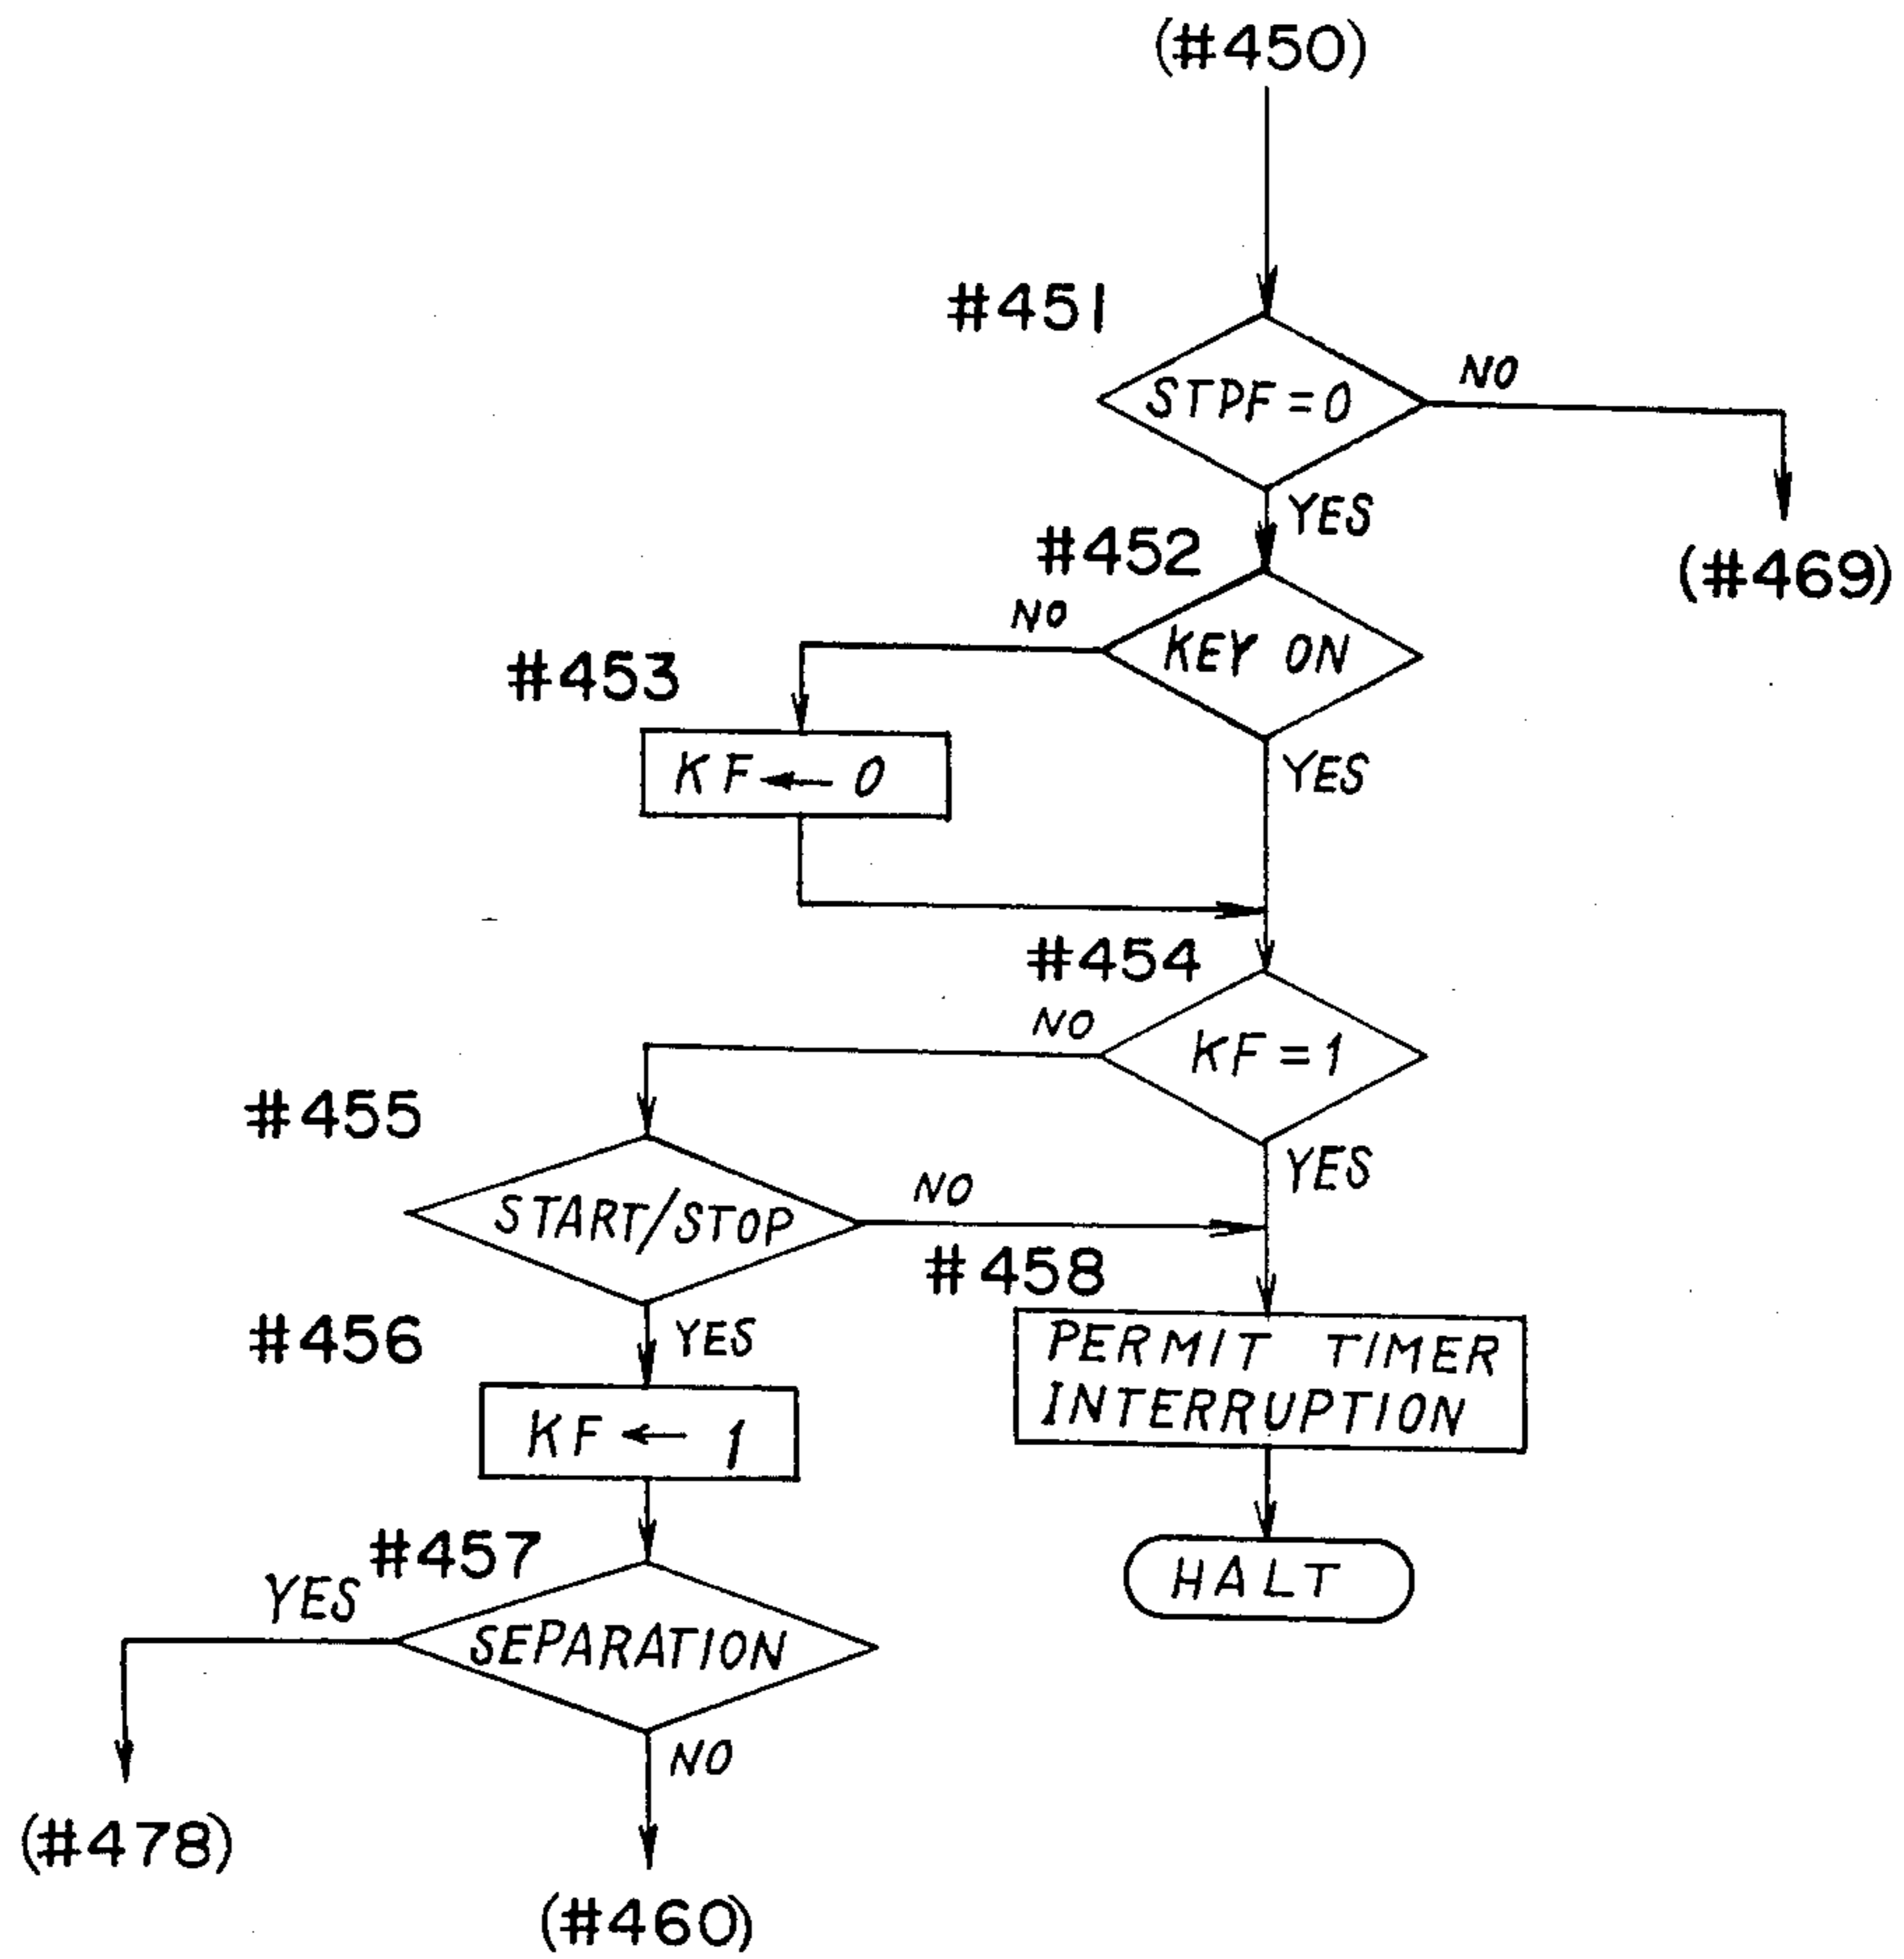 (#450)
#451
STPF=0
NO
YES
(#469)
#452
NO
KEY ON
#453
KF ← 0
YES
#454
NO
KF=1
#455
YES
START/STOP
NO
#458
#456
YES
PERMIT TIMER
INTERRUPTION
KF ← 1
#457
YES
HALT
SEPARATION
NO
(#478)
(#460)